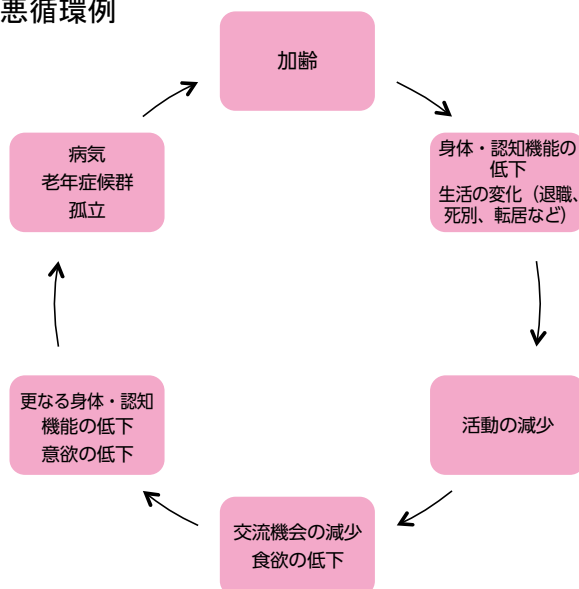 悪循環例
加齢
身体・認知機能の
低下
生活の変化（退職、
死別、転居など）
活動の減少
交流機会の減少
食欲の低下
更なる身体・認知
機能の低下
意欲の低下
病気
老年症候群
孤立